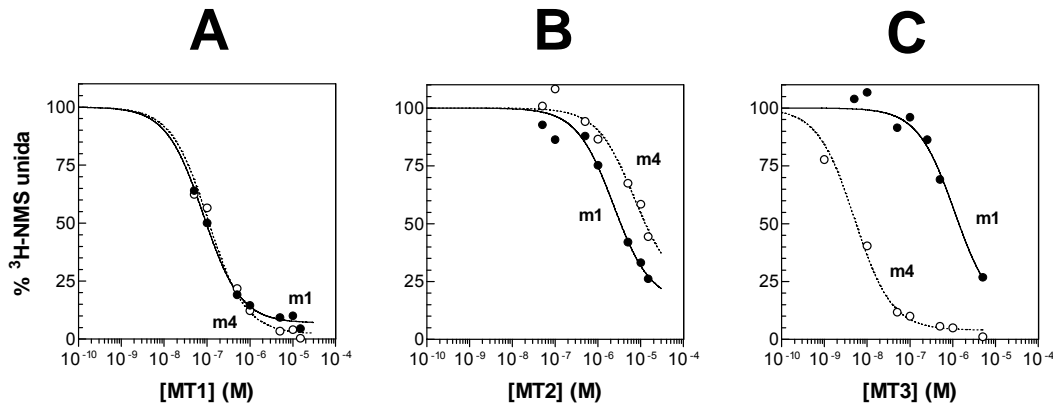 A
B
C
% ³H-NMS unida
100
75
50
25
0
m1
m4
10⁻¹⁰ 10⁻⁹ 10⁻⁸ 10⁻⁷ 10⁻⁶ 10⁻⁵ 10⁻⁴
[MT1] (M)
100
75
50
25
0
m4
m1
10⁻¹⁰ 10⁻⁹ 10⁻⁸ 10⁻⁷ 10⁻⁶ 10⁻⁵ 10⁻⁴
[MT2] (M)
100
75
50
25
0
m1
m4
10⁻¹⁰ 10⁻⁹ 10⁻⁸ 10⁻⁷ 10⁻⁶ 10⁻⁵ 10⁻⁴
[MT3] (M)